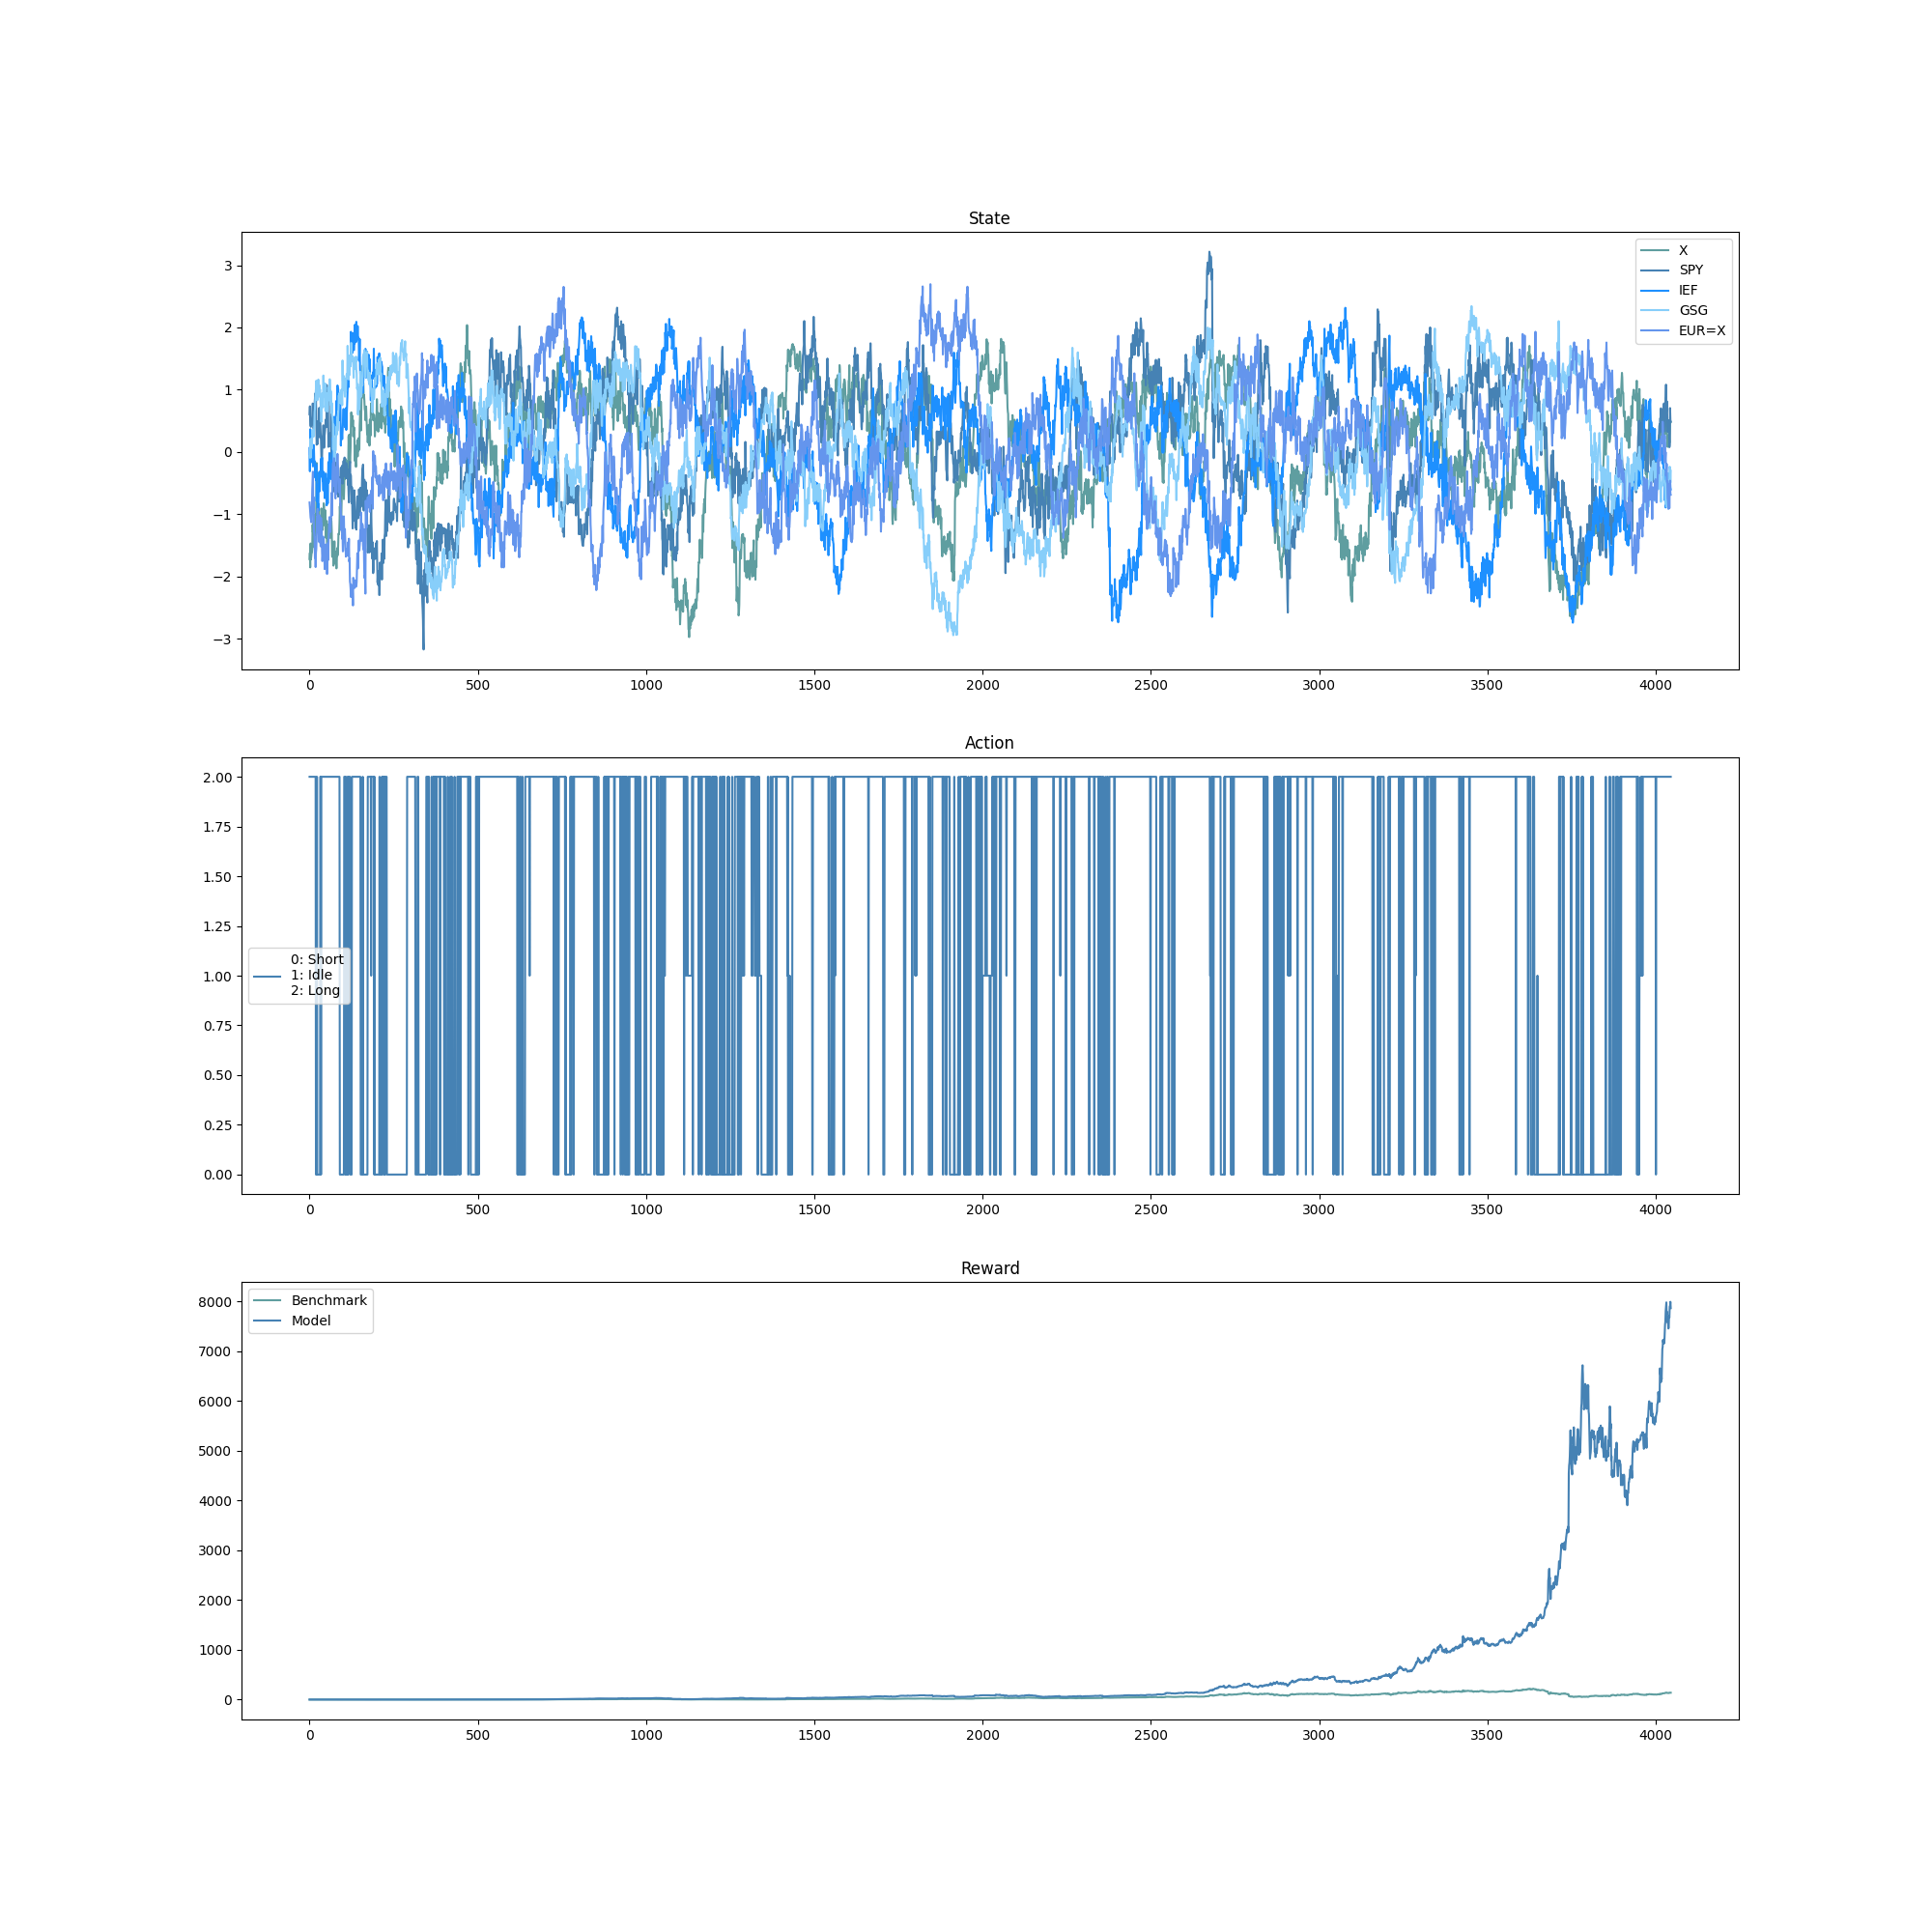 State
3
2
1
0
−1
−2
−3
X
SPY
IEF
GSG
EUR=X
0 500 1000 1500 2000 2500 3000 3500 4000
Action
2.00
1.75
1.50
1.25
1.00
0.75
0.50
0.25
0.00
0: Short
1: Idle
2: Long
0 500 1000 1500 2000 2500 3000 3500 4000
Reward
8000
7000
6000
5000
4000
3000
2000
1000
0
Benchmark
Model
0 500 1000 1500 2000 2500 3000 3500 4000